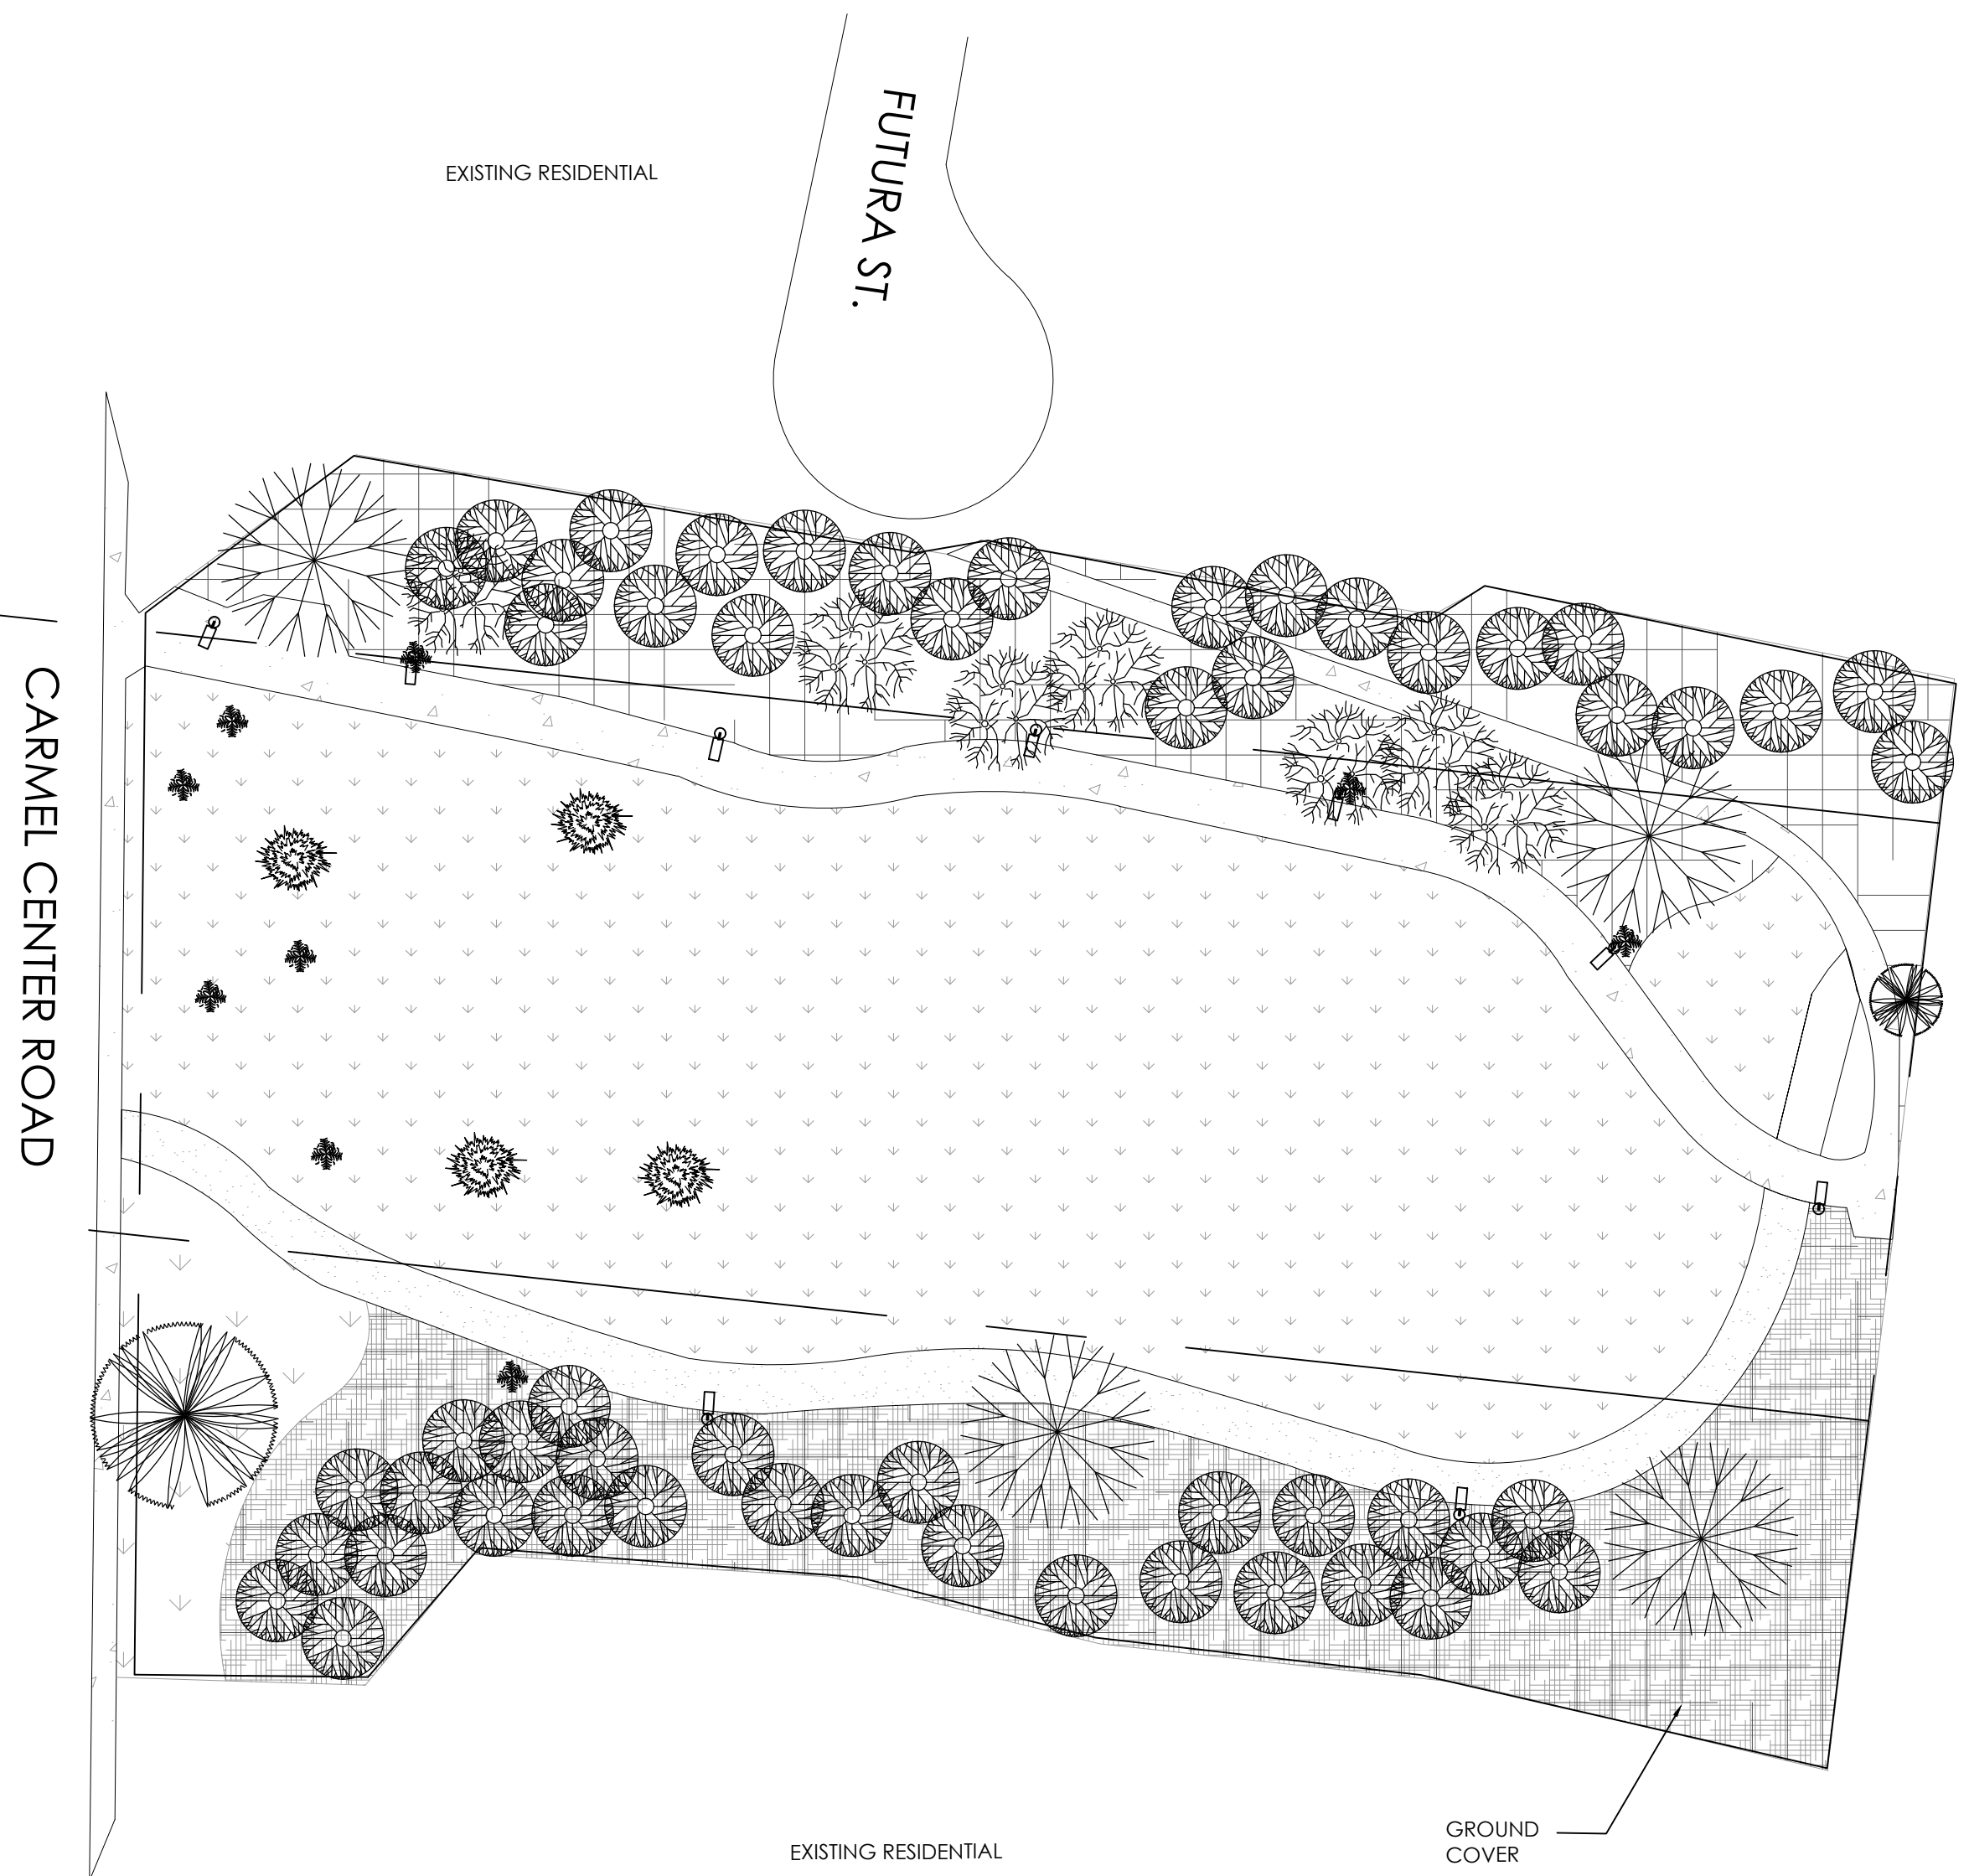 FUTURA ST.
EXISTING RESIDENTIAL
CARMEL CENTER ROAD
GROUND
COVER
EXISTING RESIDENTIAL